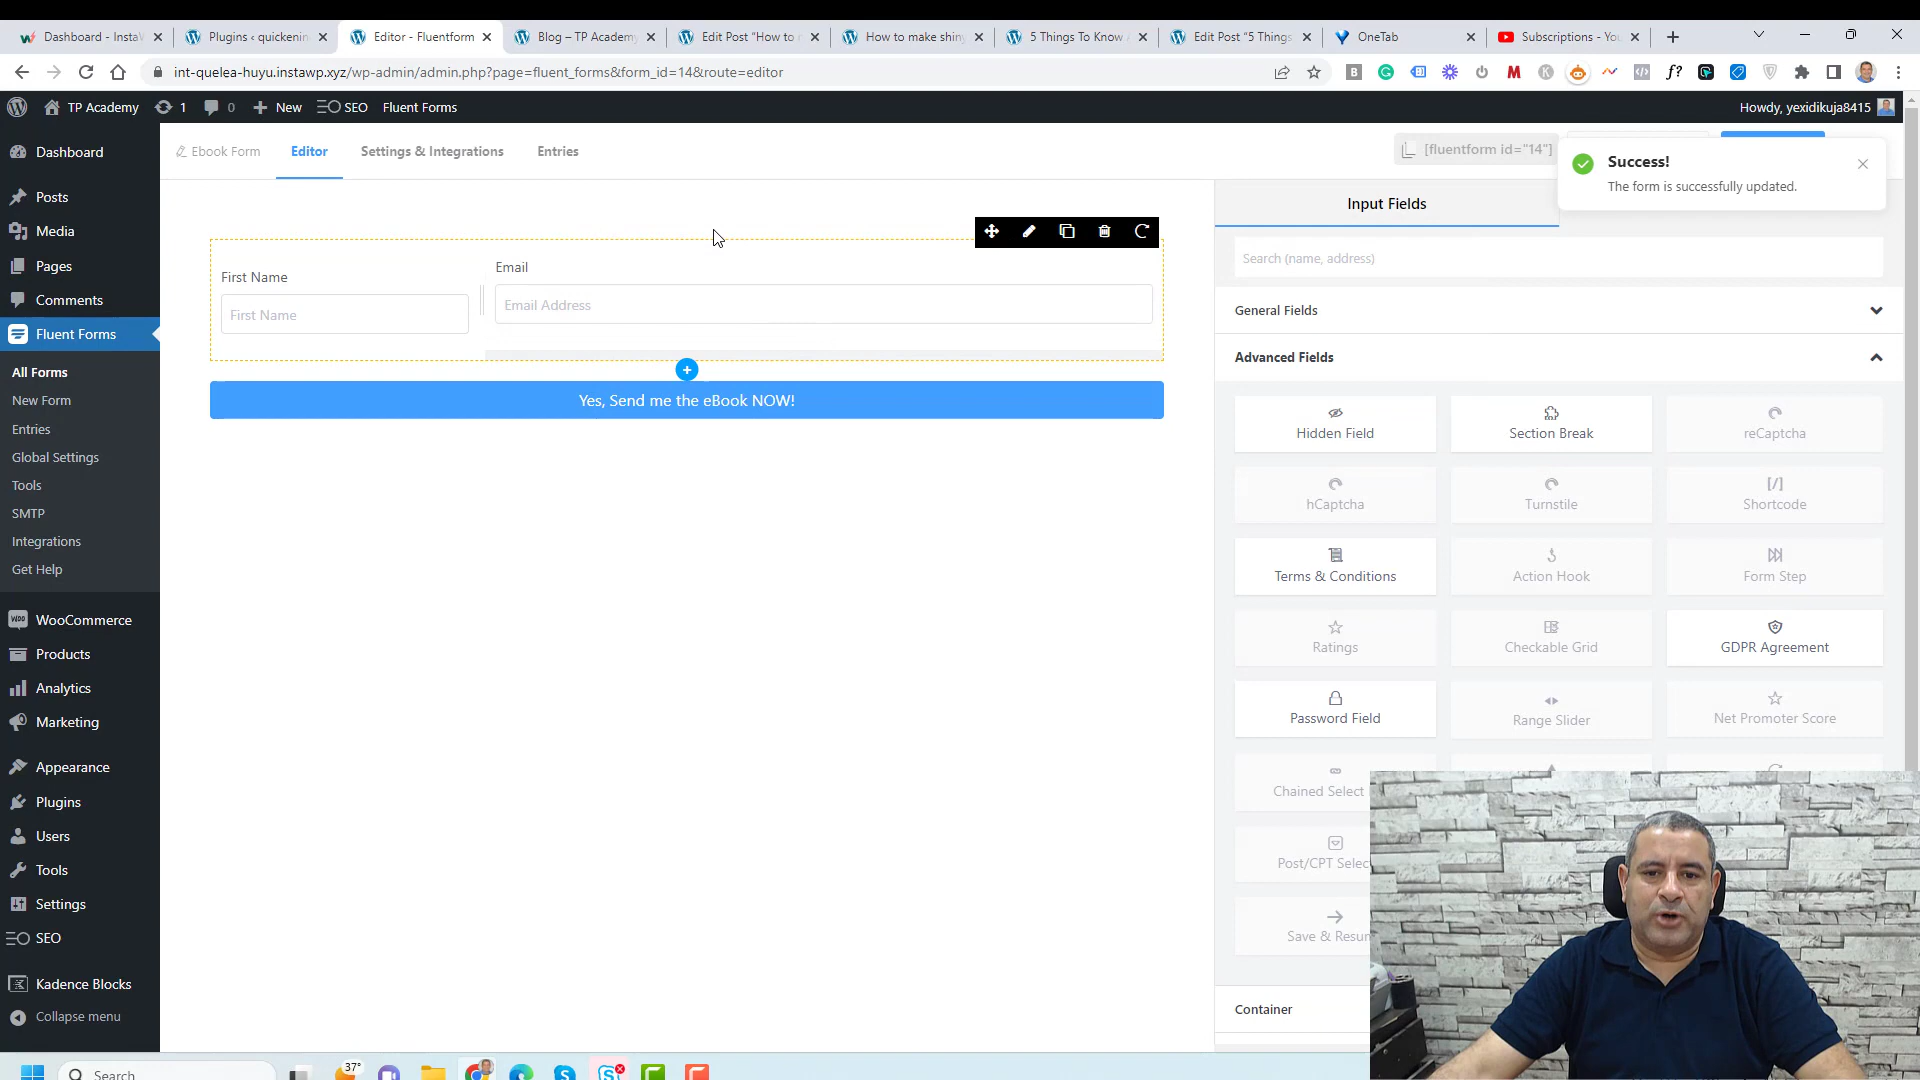 Dashboard - InstaW
Plugins ‹ quickenin
Editor - Fluentform
Blog – TP Academy
Edit Post "How to
How to make shiny
5 Things To Know
Edit Post "5 Things
OneTab
Subscriptions - You
int-quelea-huyu.instawp.xyz/wp-admin/admin.php?page=fluent_forms&form_id=14&route=editor
TP Academy
1
0
New
SEO
Fluent Forms
Howdy, yexidikuja8415
Dashboard
Posts
Media
Pages
Comments
Fluent Forms
All Forms
New Form
Entries
Global Settings
Tools
SMTP
Integrations
Get Help
WooCommerce
Products
Analytics
Marketing
Appearance
Plugins
Users
Tools
Settings
SEO
Kadence Blocks
Collapse menu
Ebook Form
Editor
Settings & Integrations
Entries
[fluentform id="14"]
Success!
The form is successfully updated.
First Name
First Name
Email
Email Address
Yes, Send me the eBook NOW!
Input Fields
Search (name, address)
General Fields
Advanced Fields
Hidden Field
Section Break
reCaptcha
hCaptcha
Turnstile
Shortcode
Terms & Conditions
Action Hook
Form Step
Ratings
Checkable Grid
GDPR Agreement
Password Field
Range Slider
Net Promoter Score
Chained Select
Post/CPT Selec
Save & Resum
Container
37°
Search